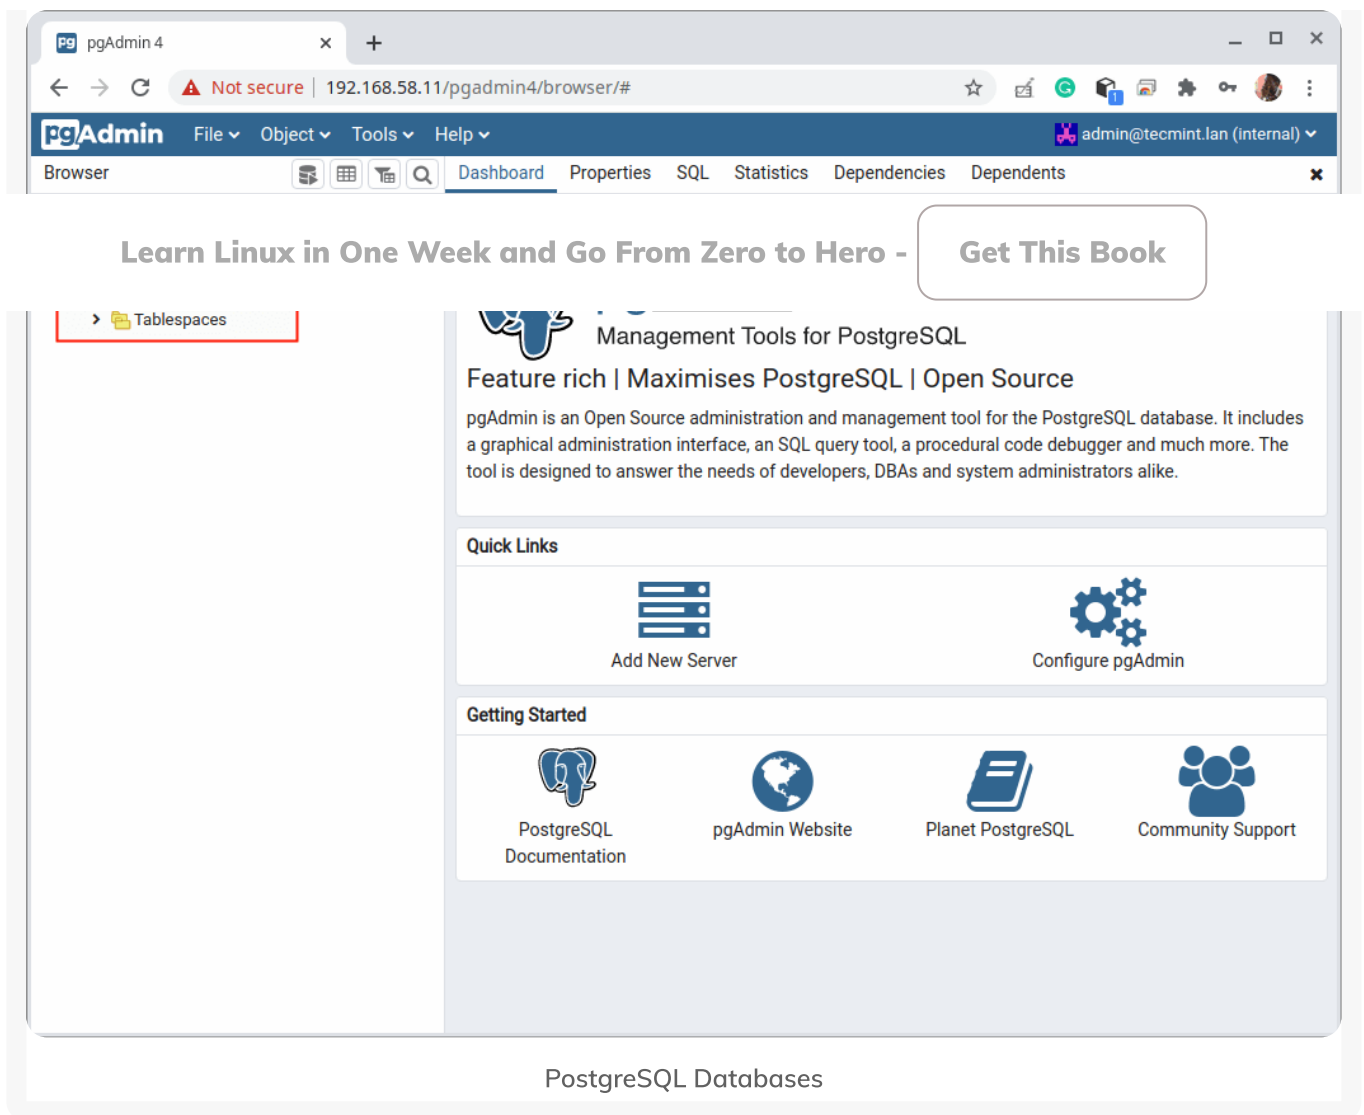 pgAdmin 4
Not secure | 192.168.58.11/pgadmin4/browser/#
1
pgAdmin File Object Tools Help admin@tecmint.lan (internal)
Browser Dashboard Properties SQL Statistics Dependencies Dependents
Learn Linux in One Week and Go From Zero to Hero - Get This Book
Tablespaces
Management Tools for PostgreSQL
Feature rich | Maximises PostgreSQL | Open Source
pgAdmin is an Open Source administration and management tool for the PostgreSQL database. It includes
a graphical administration interface, an SQL query tool, a procedural code debugger and much more. The
tool is designed to answer the needs of developers, DBAs and system administrators alike.
Quick Links
Add New Server Configure pgAdmin
Getting Started
PostgreSQL pgAdmin Website Planet PostgreSQL Community Support
Documentation
PostgreSQL Databases